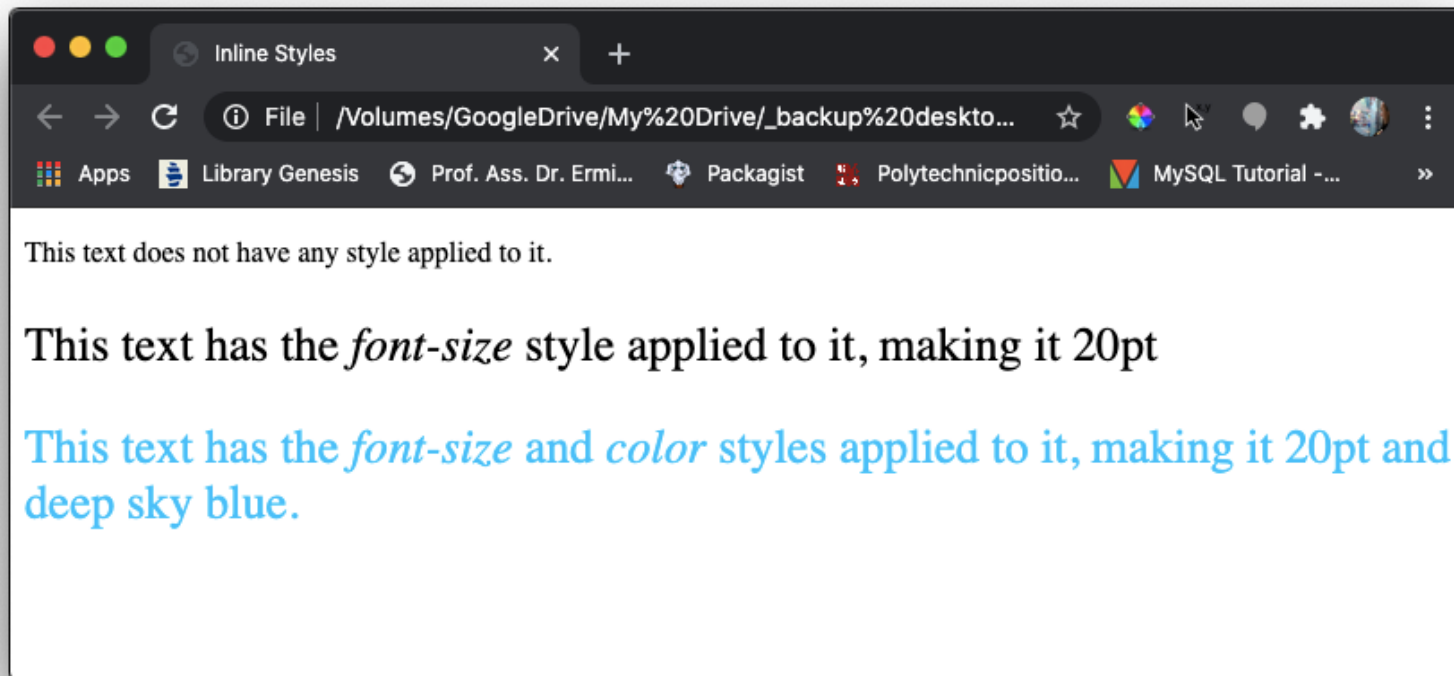 Inline Styles
File /Volumes/GoogleDrive/My%20Drive/_backup%20deskto...
Apps Library Genesis Prof. Ass. Dr. Ermi... Packagist Polytechnicpositio... MySQL Tutorial -...
This text does not have any style applied to it.
This text has the font-size style applied to it, making it 20pt
This text has the font-size and color styles applied to it, making it 20pt and
deep sky blue.